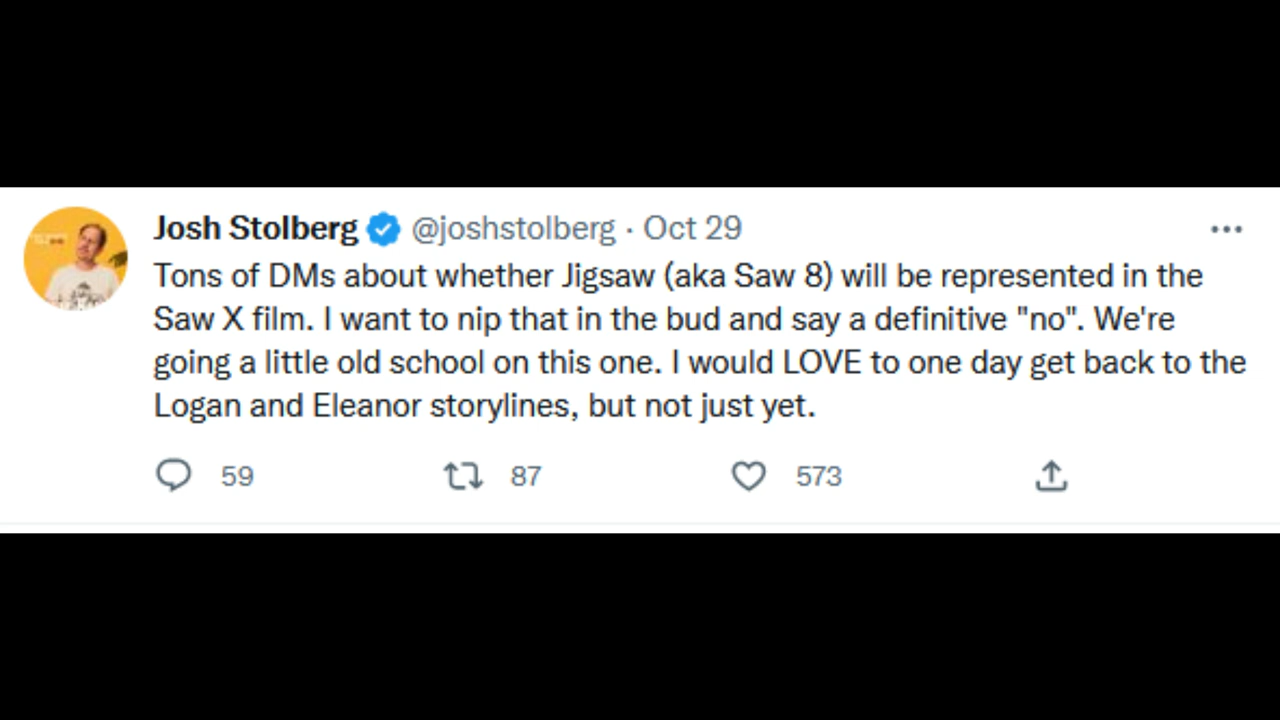 Josh Stolberg @joshstolberg · Oct 29
Tons of DMs about whether Jigsaw (aka Saw 8) will be represented in the
Saw X film. I want to nip that in the bud and say a definitive "no". We're
going a little old school on this one. I would LOVE to one day get back to the
Logan and Eleanor storylines, but not just yet.
59 87 573